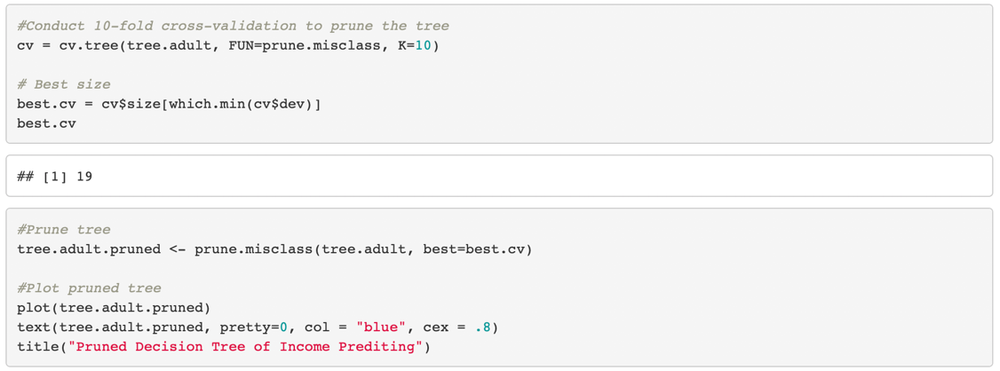 #Conduct 10-fold cross-validation to prune the tree
cv = cv.tree(tree.adult, FUN=prune.misclass, K=10)
# Best size
best.cv = cv$size[which.min(cv$dev)]
best.cv
## [1] 19
#Prune tree
tree.adult.pruned <- prune.misclass(tree.adult, best=best.cv)
#Plot pruned tree
plot(tree.adult.pruned)
text(tree.adult.pruned, pretty=0, col = "blue", cex = .8)
title("Pruned Decision Tree of Income Prediting")